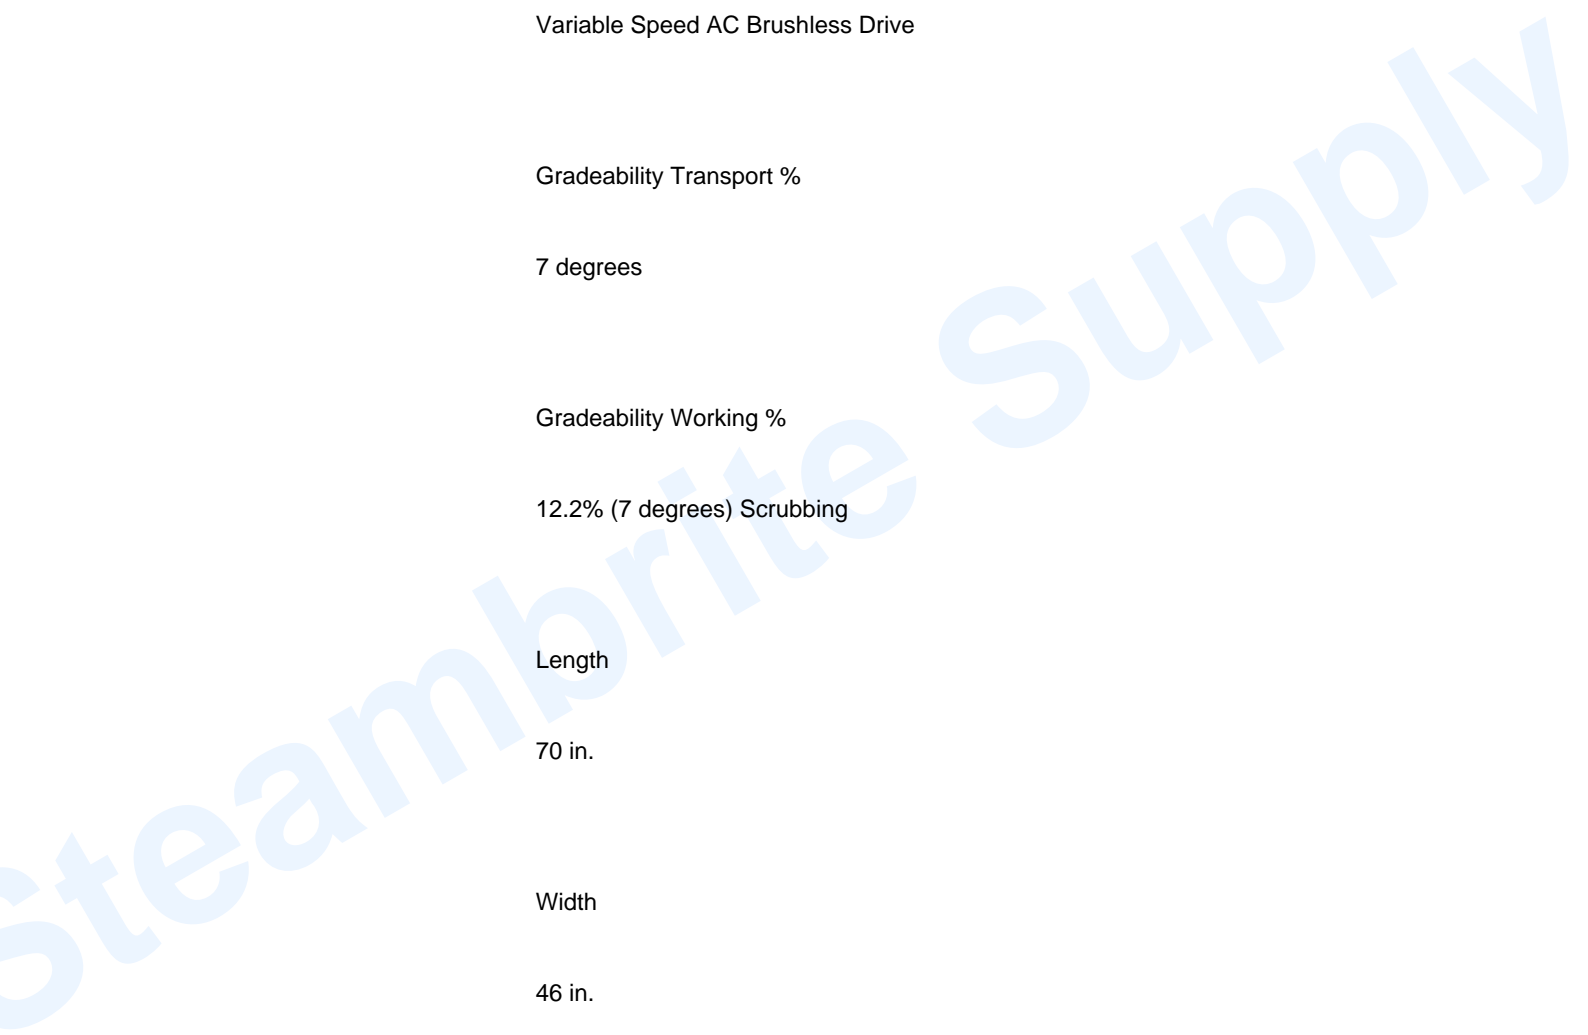 Variable Speed AC Brushless Drive
Gradeability Transport %
7 degrees
Gradeability Working %
12.2% (7 degrees) Scrubbing
Length
70 in.
Width
46 in.
Steambrite Supply